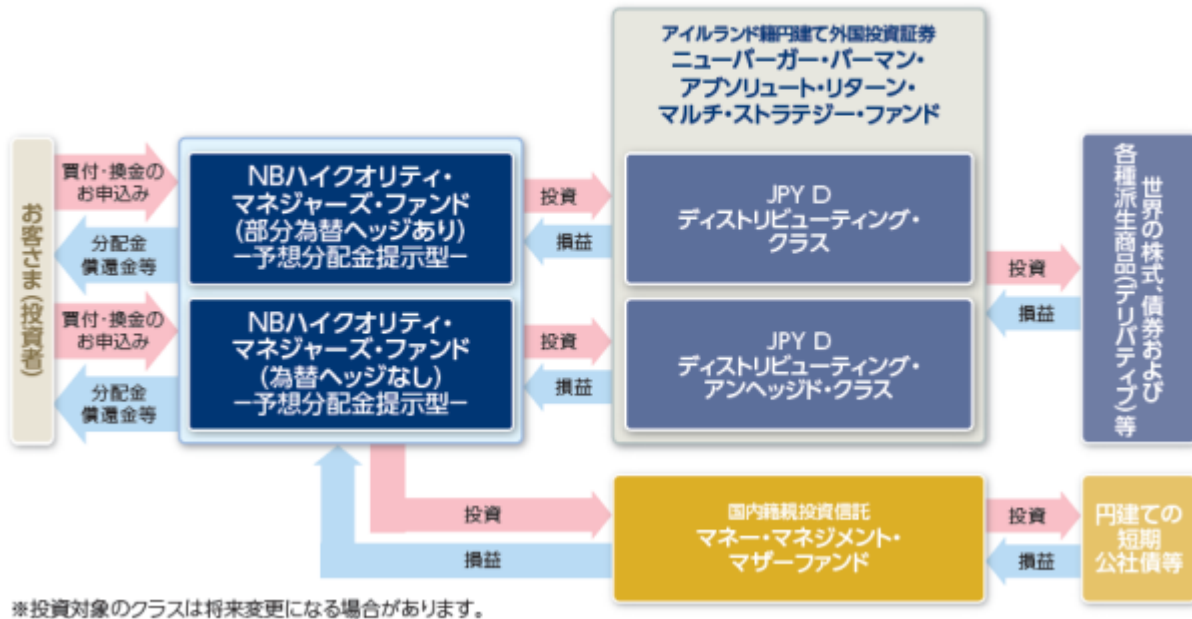 お客さま(投資者)
買付・換金の
お申込み
分配金
償還金等
買付・換金の
お申込み
分配金
償還金等
NBハイクオリティ・
マネジャーズ・ファンド
(部分為替ヘッジあり)
−予想分配金提示型−
NBハイクオリティ・
マネジャーズ・ファンド
(為替ヘッジなし)
−予想分配金提示型−
投資
損益
投資
損益
アイルランド籍円建て外国投資証券
ニューバーガー・バーマン・
アブソリュート・リターン・
マルチ・ストラテジー・ファンド
JPY D
ディストリビューティング・
クラス
JPY D
ディストリビューティング・
アンヘッジド・クラス
投資
損益
世界の株式、債券および
各種派生商品(デリバティブ)等
投資
損益
国内籍親投資信託
マネー・マネジメント・
マザーファンド
投資
損益
円建ての
短期
公社債等
※投資対象のクラスは将来変更になる場合があります。